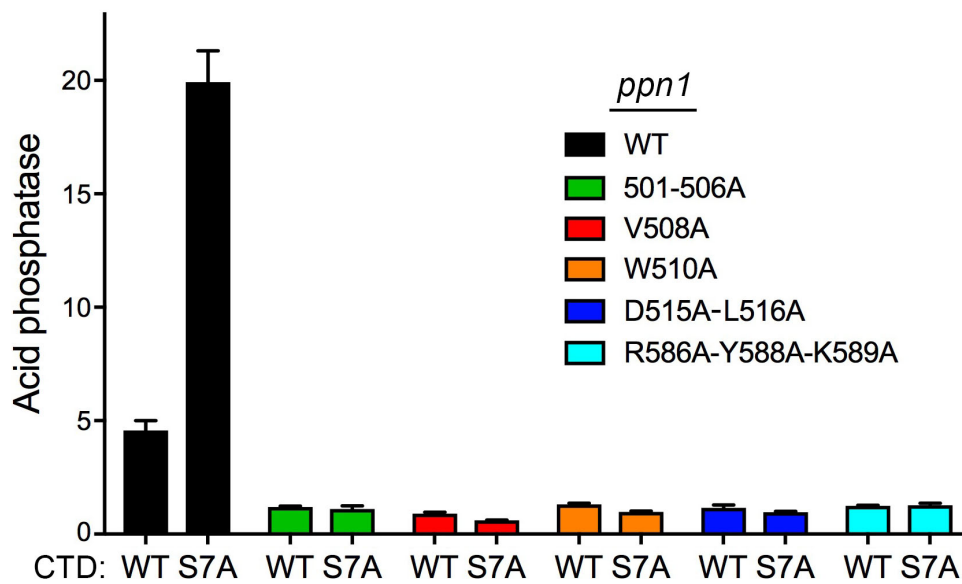 Acid phosphatase
20
15
10
5
0
ppn1
WT
501-506A
V508A
W510A
D515A-L516A
R586A-Y588A-K589A
CTD: WT S7A WT S7A WT S7A WT S7A WT S7A WT S7A